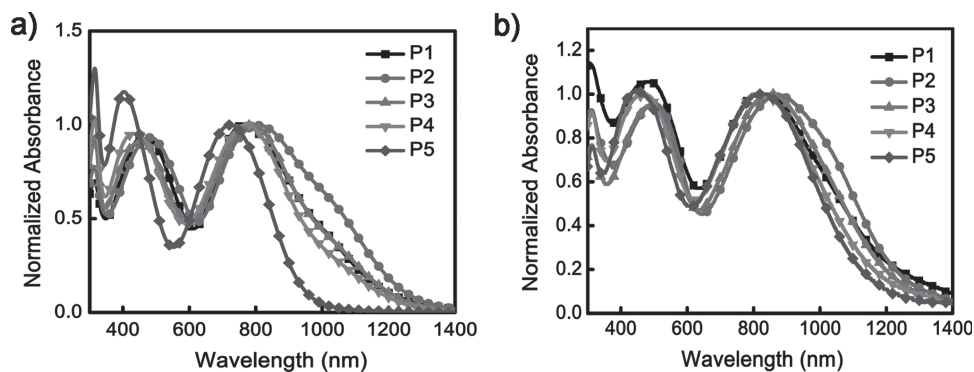 a)
1.5
1.0
0.5
0.0
Normalized Absorbance
400 600 800 1000 1200 1400
Wavelength (nm)
P1
P2
P3
P4
P5
b)
1.2
1.0
0.8
0.6
0.4
0.2
0.0
Normalized Absorbance
400 600 800 1000 1200 1400
Wavelength (nm)
P1
P2
P3
P4
P5